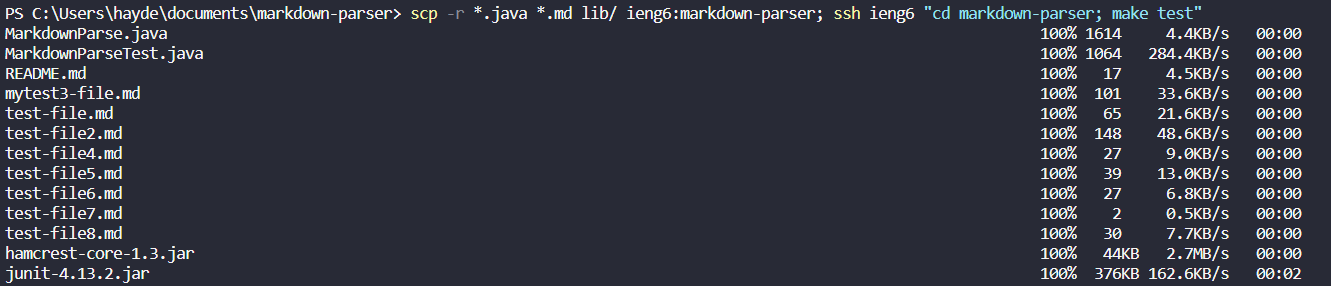 PS C:\Users\hayde\documents\markdown-parser> scp -r *.java *.md lib/ ieng6:markdown-parser; ssh ieng6 "cd markdown-parser; make test"
MarkdownParse.java 100% 1614 4.4KB/s 00:00
MarkdownParseTest.java 100% 1064 284.4KB/s 00:00
README.md 100% 17 4.5KB/s 00:00
mytest3-file.md 100% 101 33.6KB/s 00:00
test-file.md 100% 65 21.6KB/s 00:00
test-file2.md 100% 148 48.6KB/s 00:00
test-file4.md 100% 27 9.0KB/s 00:00
test-file5.md 100% 39 13.0KB/s 00:00
test-file6.md 100% 27 6.8KB/s 00:00
test-file7.md 100% 2 0.5KB/s 00:00
test-file8.md 100% 30 7.7KB/s 00:00
hamcrest-core-1.3.jar 100% 44KB 2.7MB/s 00:00
junit-4.13.2.jar 100% 376KB 162.6KB/s 00:02